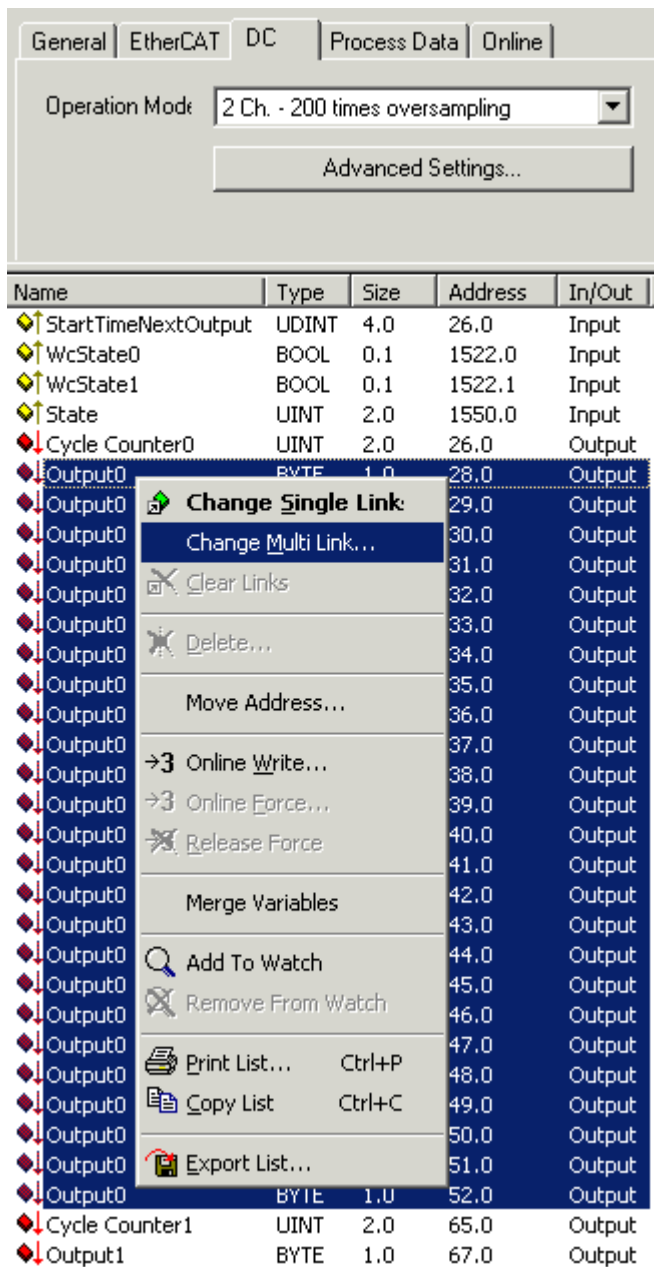 General EtherCAT DC Process Data Online
Operation Mode 2 Ch. - 200 times oversampling
Advanced Settings...
Name Type Size Address In/Out
StartTimeNextOutput UDINT 4.0 26.0 Input
WcState0 BOOL 0.1 1522.0 Input
WcState1 BOOL 0.1 1522.1 Input
State UINT 2.0 1550.0 Input
Cycle Counter0 UINT 2.0 26.0 Output
Output0 BYTE 1.0 28.0 Output
Output0 29.0 Output
Output0 30.0 Output
Output0 31.0 Output
Output0 32.0 Output
Output0 33.0 Output
Output0 34.0 Output
Output0 35.0 Output
Output0 36.0 Output
Output0 37.0 Output
Output0 38.0 Output
Output0 39.0 Output
Output0 40.0 Output
Output0 41.0 Output
Output0 42.0 Output
Output0 43.0 Output
Output0 44.0 Output
Output0 45.0 Output
Output0 46.0 Output
Output0 47.0 Output
Output0 48.0 Output
Output0 49.0 Output
Output0 50.0 Output
Output0 51.0 Output
Output0 BYTE 1.0 52.0 Output
Cycle Counter1 UINT 2.0 65.0 Output
Output1 BYTE 1.0 67.0 Output
Change Single Link
Change Multi Link...
Clear Links
Delete...
Move Address...
→3 Online Write...
→3 Online Force...
Release Force
Merge Variables
Add To Watch
Remove From Watch
Print List... Ctrl+P
Copy List Ctrl+C
Export List...